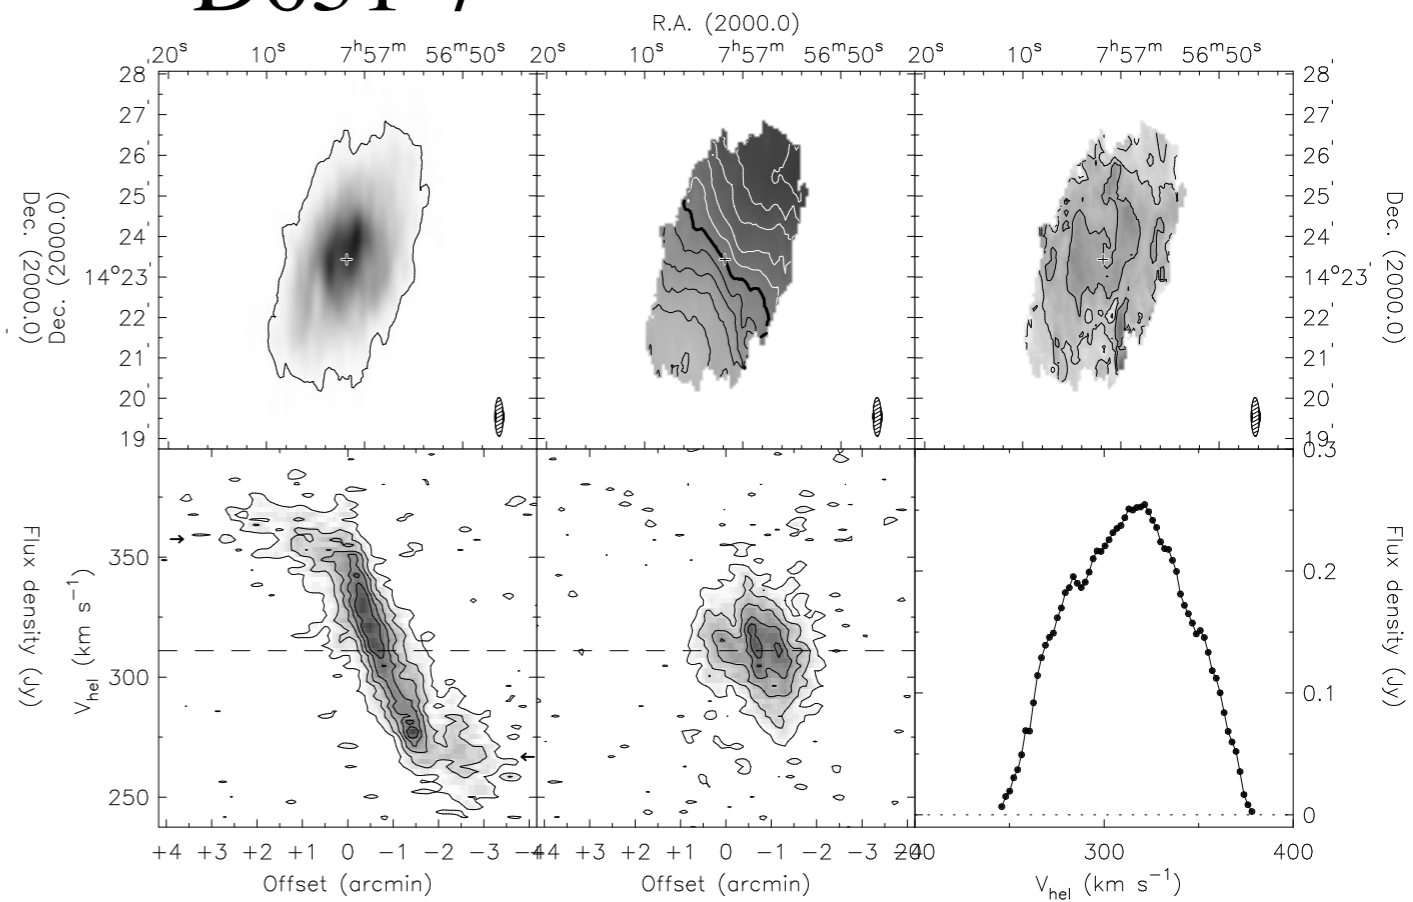 R.A. (2000.0)
20s 10s 7h57m 56m50s 20s 10s 7h57m 56m50s 20s 10s 7h57m 56m50s
28' 28'
27' 27'
26' 26'
25' 25'
24' 24'
14°23' 14°23'
22' 22'
21' 21'
20' 20'
19' 19'
Dec. (2000.0)
Dec. (2000.0)
Dec. (2000.0)
0.3
350
300
250
0.2
0.1
0
Flux density (Jy)
Vhel (km s−1)
Flux density (Jy)
+4 +3 +2 +1 0 -1 -2 -3 -4 +4 +3 +2 +1 0 -1 -2 -3 -4 200 300 400
Offset (arcmin) Offset (arcmin) Vhel (km s−1)